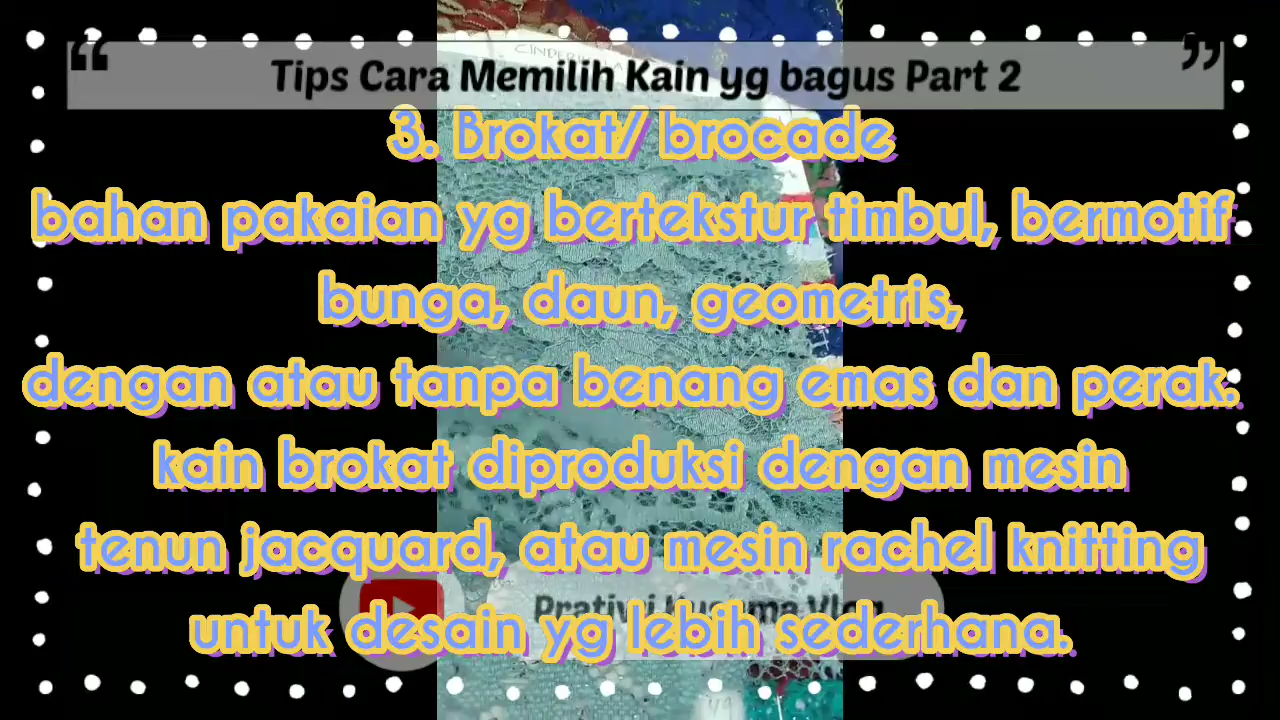 Tips Cara Memilih Kain yg bagus Part 2
3. Brokat/ brocade
bahan pakaian yg bertekstur timbul, bermotif
bunga, daun, geometris,
dengan atau tanpa benang emas dan perak.
kain brokat diproduksi dengan mesin
tenun jacquard, atau mesin rachel knitting
untuk desain yg lebih sederhana.